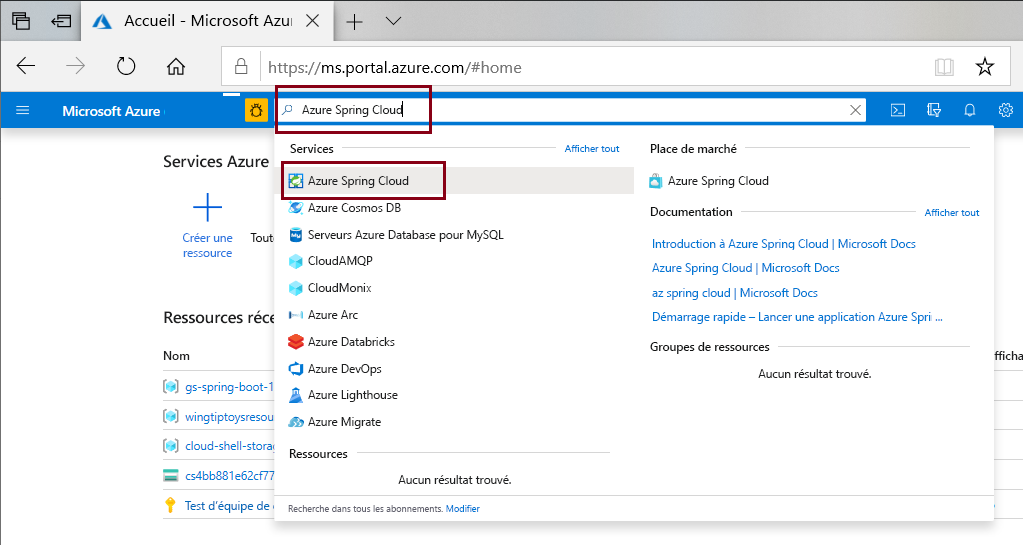 Accueil - Microsoft Azur
https://ms.portal.azure.com/#home
Microsoft Azure
Azure Spring Cloud
Services Azure
Créer une
ressource
Tout
Ressources réce
Nom
gs-spring-boot-1
wingtiptoysresou
cloud-shell-storag
cs4bb881e62cf77
Test d'équipe de
Services
Afficher tout
Azure Spring Cloud
Azure Cosmos DB
Serveurs Azure Database pour MySQL
CloudAMQP
CloudMonix
Azure Arc
Azure Databricks
Azure DevOps
Azure Lighthouse
Azure Migrate
Ressources
Aucun résultat trouvé.
Recherche dans tous les abonnements. Modifier
Place de marché
Azure Spring Cloud
Documentation
Afficher tout
Introduction à Azure Spring Cloud | Microsoft Docs
Azure Spring Cloud | Microsoft Docs
az spring cloud | Microsoft Docs
Démarrage rapide – Lancer une application Azure Spri ...
Groupes de ressources
Aucun résultat trouvé.
fficha